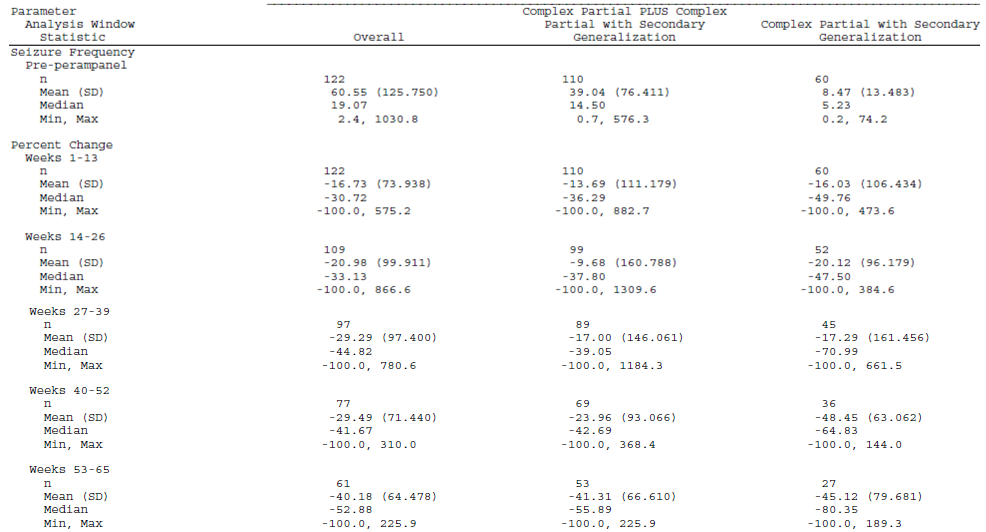 Parameter Complex Partial PLUS Complex
Analysis Window Partial with Secondary Complex Partial with Secondary
Statistic Overall Generalization Generalization
Seizure Frequency
Pre-perampanel
n 122 110 60
Mean (SD) 60.55 (125.750) 39.04 (76.411) 8.47 (13.483)
Median 19.07 14.50 5.23
Min, Max 2.4, 1030.8 0.7, 576.3 0.2, 74.2
Percent Change
Weeks 1-13
n 122 110 60
Mean (SD) -16.73 (73.938) -13.69 (111.179) -16.03 (106.434)
Median -30.72 -36.29 -49.76
Min, Max -100.0, 575.2 -100.0, 882.7 -100.0, 473.6
Weeks 14-26
n 109 99 52
Mean (SD) -20.98 (99.911) -9.68 (160.788) -20.12 (96.179)
Median -33.13 -37.80 -47.50
Min, Max -100.0, 866.6 -100.0, 1309.6 -100.0, 384.6
Weeks 27-39
n 97 89 45
Mean (SD) -29.29 (97.400) -17.00 (146.061) -17.29 (161.456)
Median -44.82 -39.05 -70.99
Min, Max -100.0, 780.6 -100.0, 1184.3 -100.0, 661.5
Weeks 40-52
n 77 69 36
Mean (SD) -29.49 (71.440) -23.96 (93.066) -48.45 (63.062)
Median -41.67 -42.69 -64.83
Min, Max -100.0, 310.0 -100.0, 368.4 -100.0, 144.0
Weeks 53-65
n 61 53 27
Mean (SD) -40.18 (64.478) -41.31 (66.610) -45.12 (79.681)
Median -52.88 -55.89 -80.35
Min, Max -100.0, 225.9 -100.0, 225.9 -100.0, 189.3